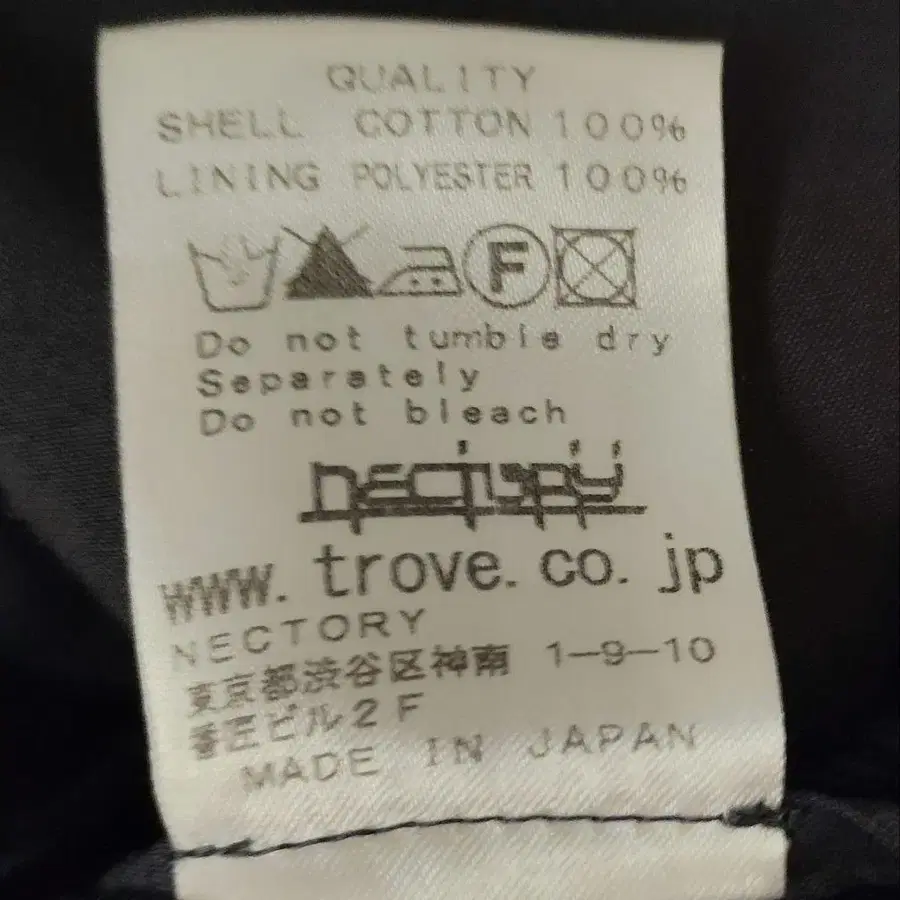 QUALITY
SHELL COTTON 100%
LINING POLYESTER 100%
F
Do not tumble dry
Separately
Do not bleach
nectory
www.trove.co.jp
NECTORY
東京都渋谷区神南 1-9-10
ビル2F
MADE IN JAPAN